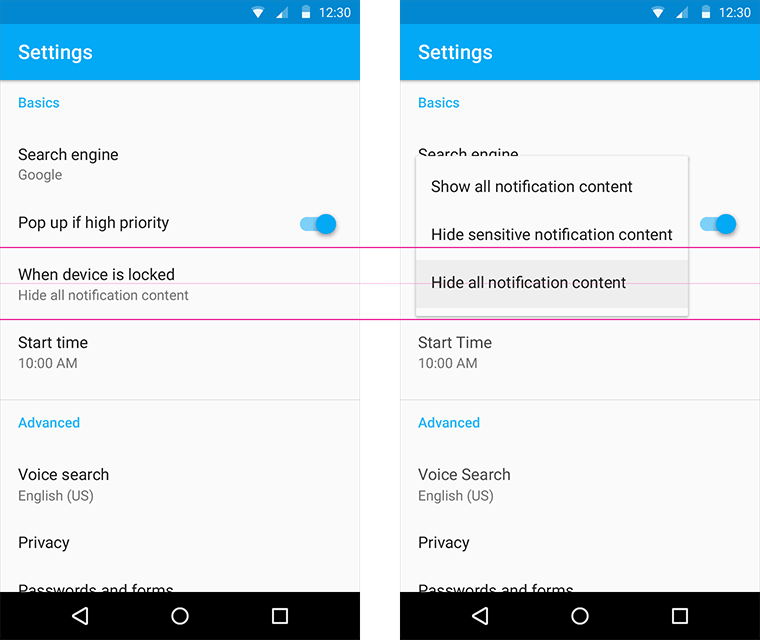 12:30
Settings
Basics
Search engine
Google
Pop up if high priority
When device is locked
Hide all notification content
Start time
10:00 AM
Advanced
Voice search
English (US)
Privacy
Passwords and forms
12:30
Settings
Basics
Search engine
Show all notification content
Hide sensitive notification content
Hide all notification content
Start Time
10:00 AM
Advanced
Voice Search
English (US)
Privacy
Passwords and forms